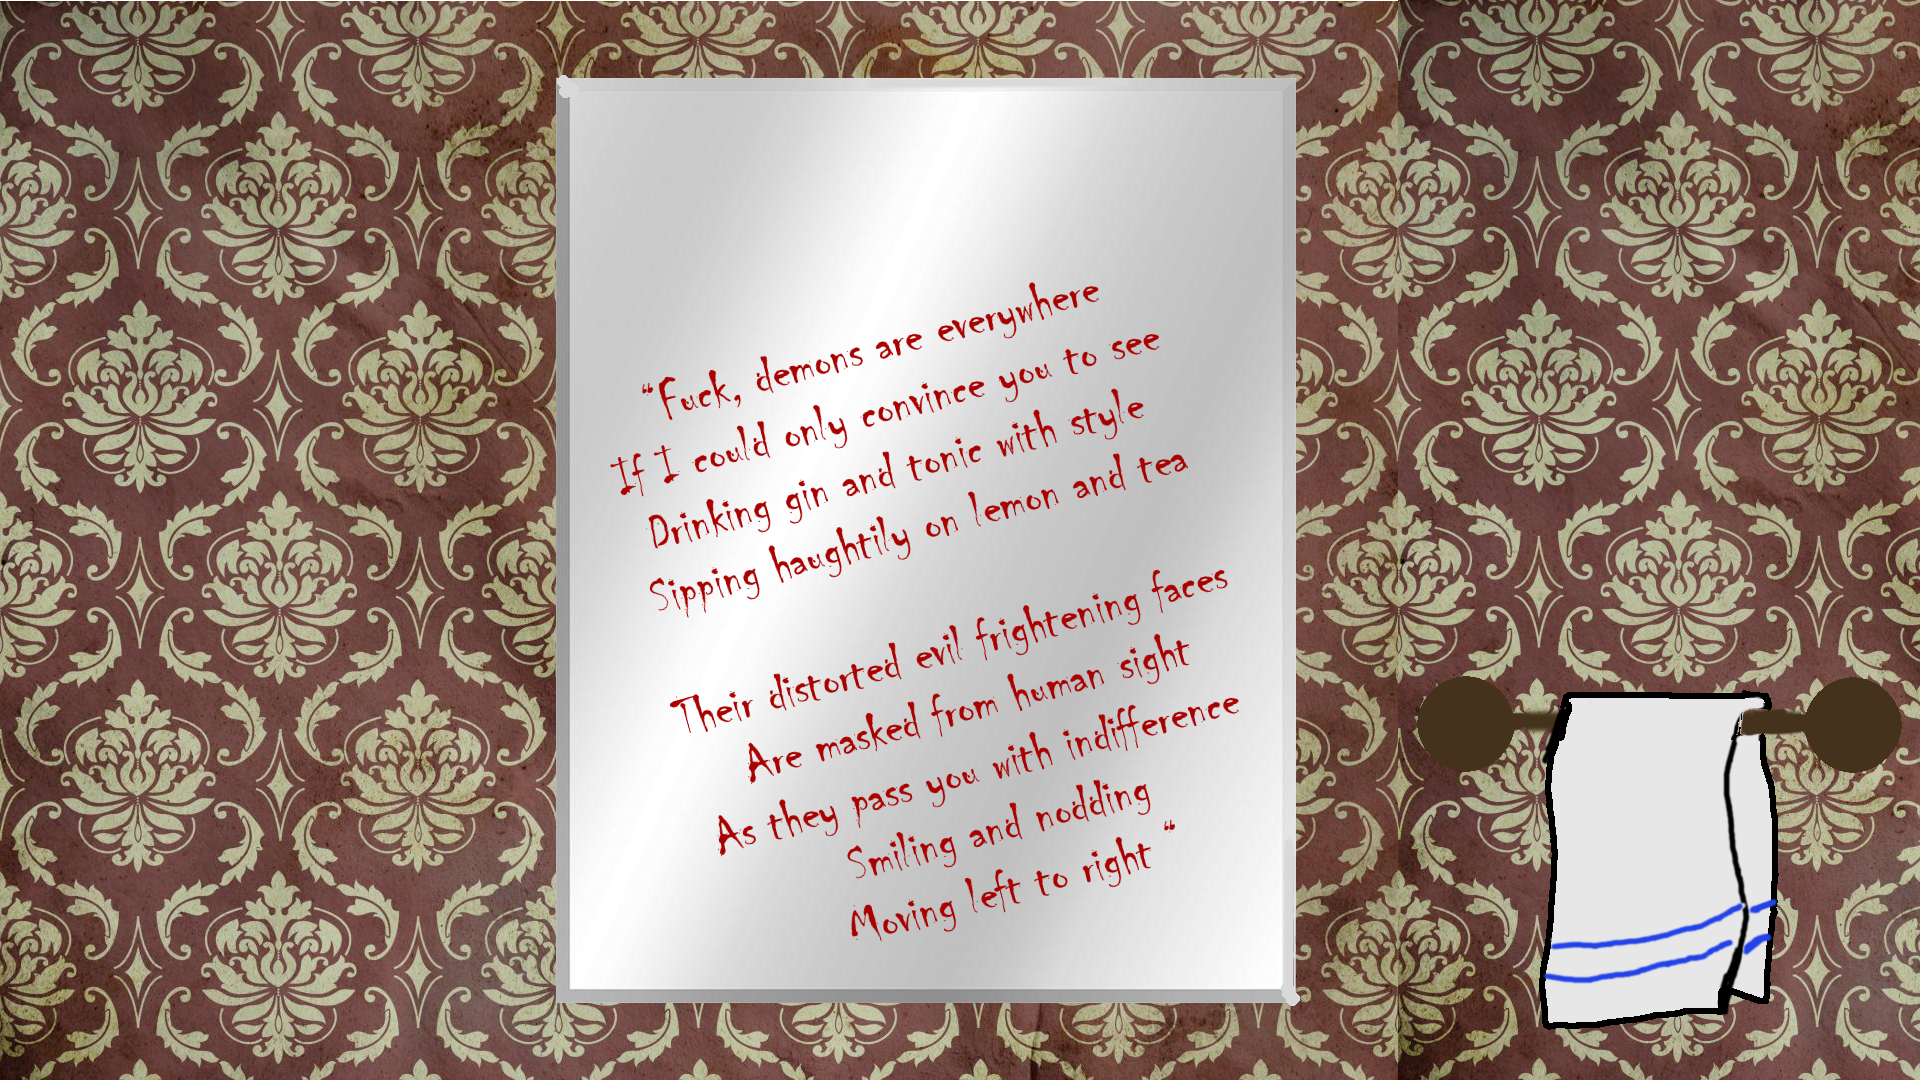 “Fuck, demons are everywhere
If I could only convince you to see
Drinking gin and tonic with style
Sipping haughtily on lemon and tea
Their distorted evil frightening faces
Are masked from human sight
As they pass you with indifference
Smiling and nodding
Moving left to right “